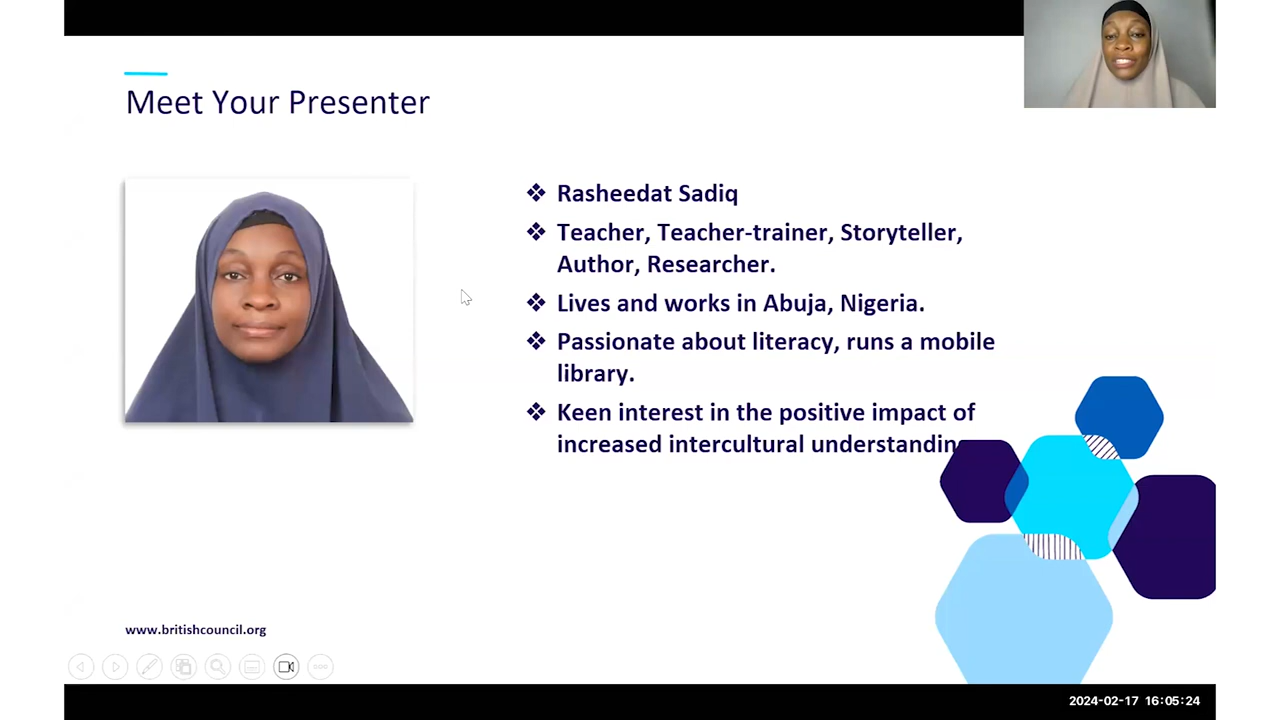 Meet Your Presenter
❖ Rasheedat Sadiq
❖ Teacher, Teacher-trainer, Storyteller,
Author, Researcher.
❖ Lives and works in Abuja, Nigeria.
❖ Passionate about literacy, runs a mobile
library.
❖ Keen interest in the positive impact of
increased intercultural understanding
www.britishcouncil.org
2024-02-17 16:05:24